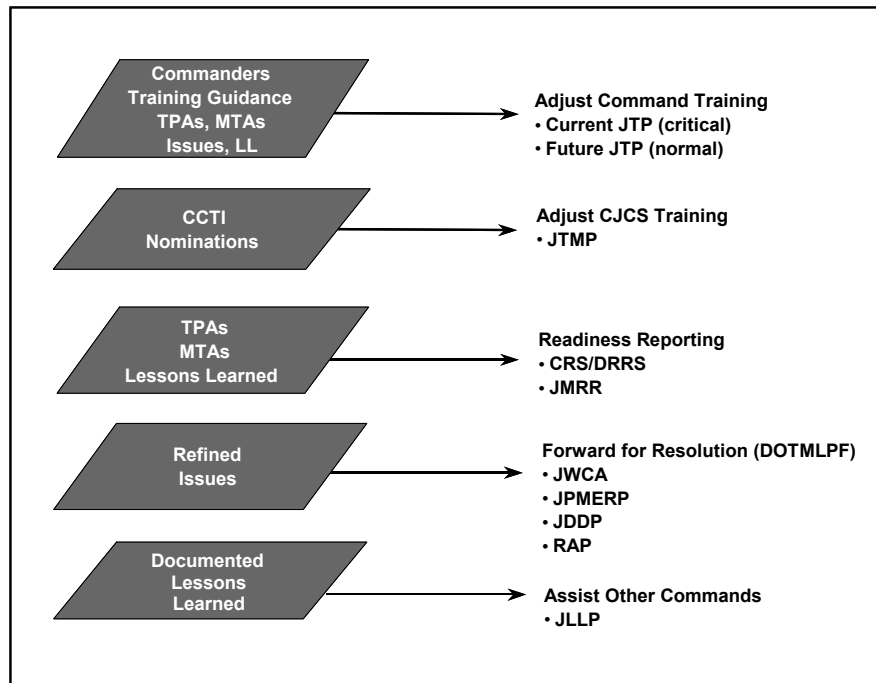 Commanders
Training Guidance
TPAs, MTAs
Issues, LL
Adjust Command Training
• Current JTP (critical)
• Future JTP (normal)
CCTI
Nominations
Adjust CJCS Training
• JTMP
TPAs
MTAs
Lessons Learned
Readiness Reporting
• CRS/DRRS
• JMRR
Refined
Issues
Forward for Resolution (DOTMLPF)
• JWCA
• JPMERP
• JDDP
• RAP
Documented
Lessons
Learned
Assist Other Commands
• JLLP